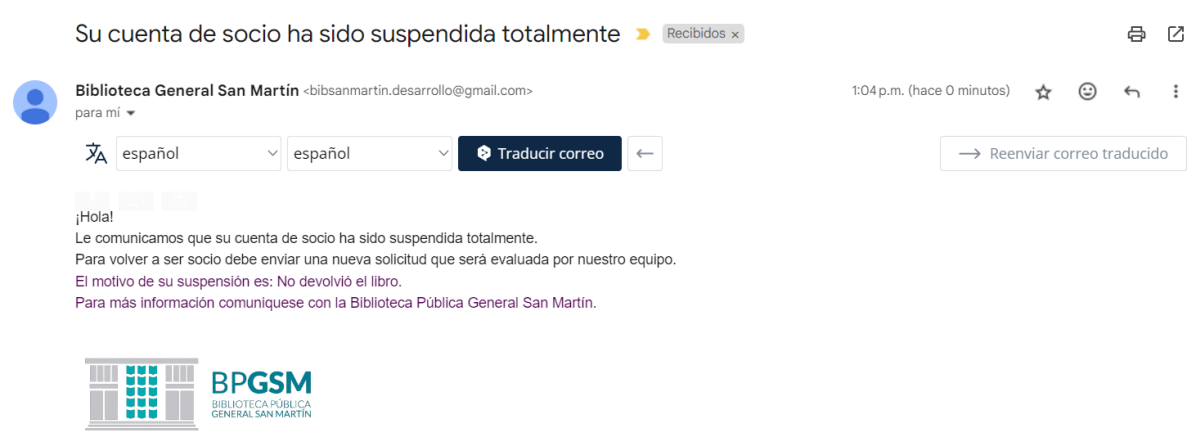 Su cuenta de socio ha sido suspendida totalmente Recibidos ×
Biblioteca General San Martín <bibsanmartin.desarrollo@gmail.com> 1:04 p.m. (hace 0 minutos)
para mí
español español Traducir correo Reenviar correo traducido
¡Hola!
Le comunicamos que su cuenta de socio ha sido suspendida totalmente.
Para volver a ser socio debe enviar una nueva solicitud que será evaluada por nuestro equipo.
El motivo de su suspensión es: No devolvió el libro.
Para más información comuniquese con la Biblioteca Pública General San Martín.
BPGSM
BIBLIOTECA PÚBLICA
GENERAL SAN MARTÍN